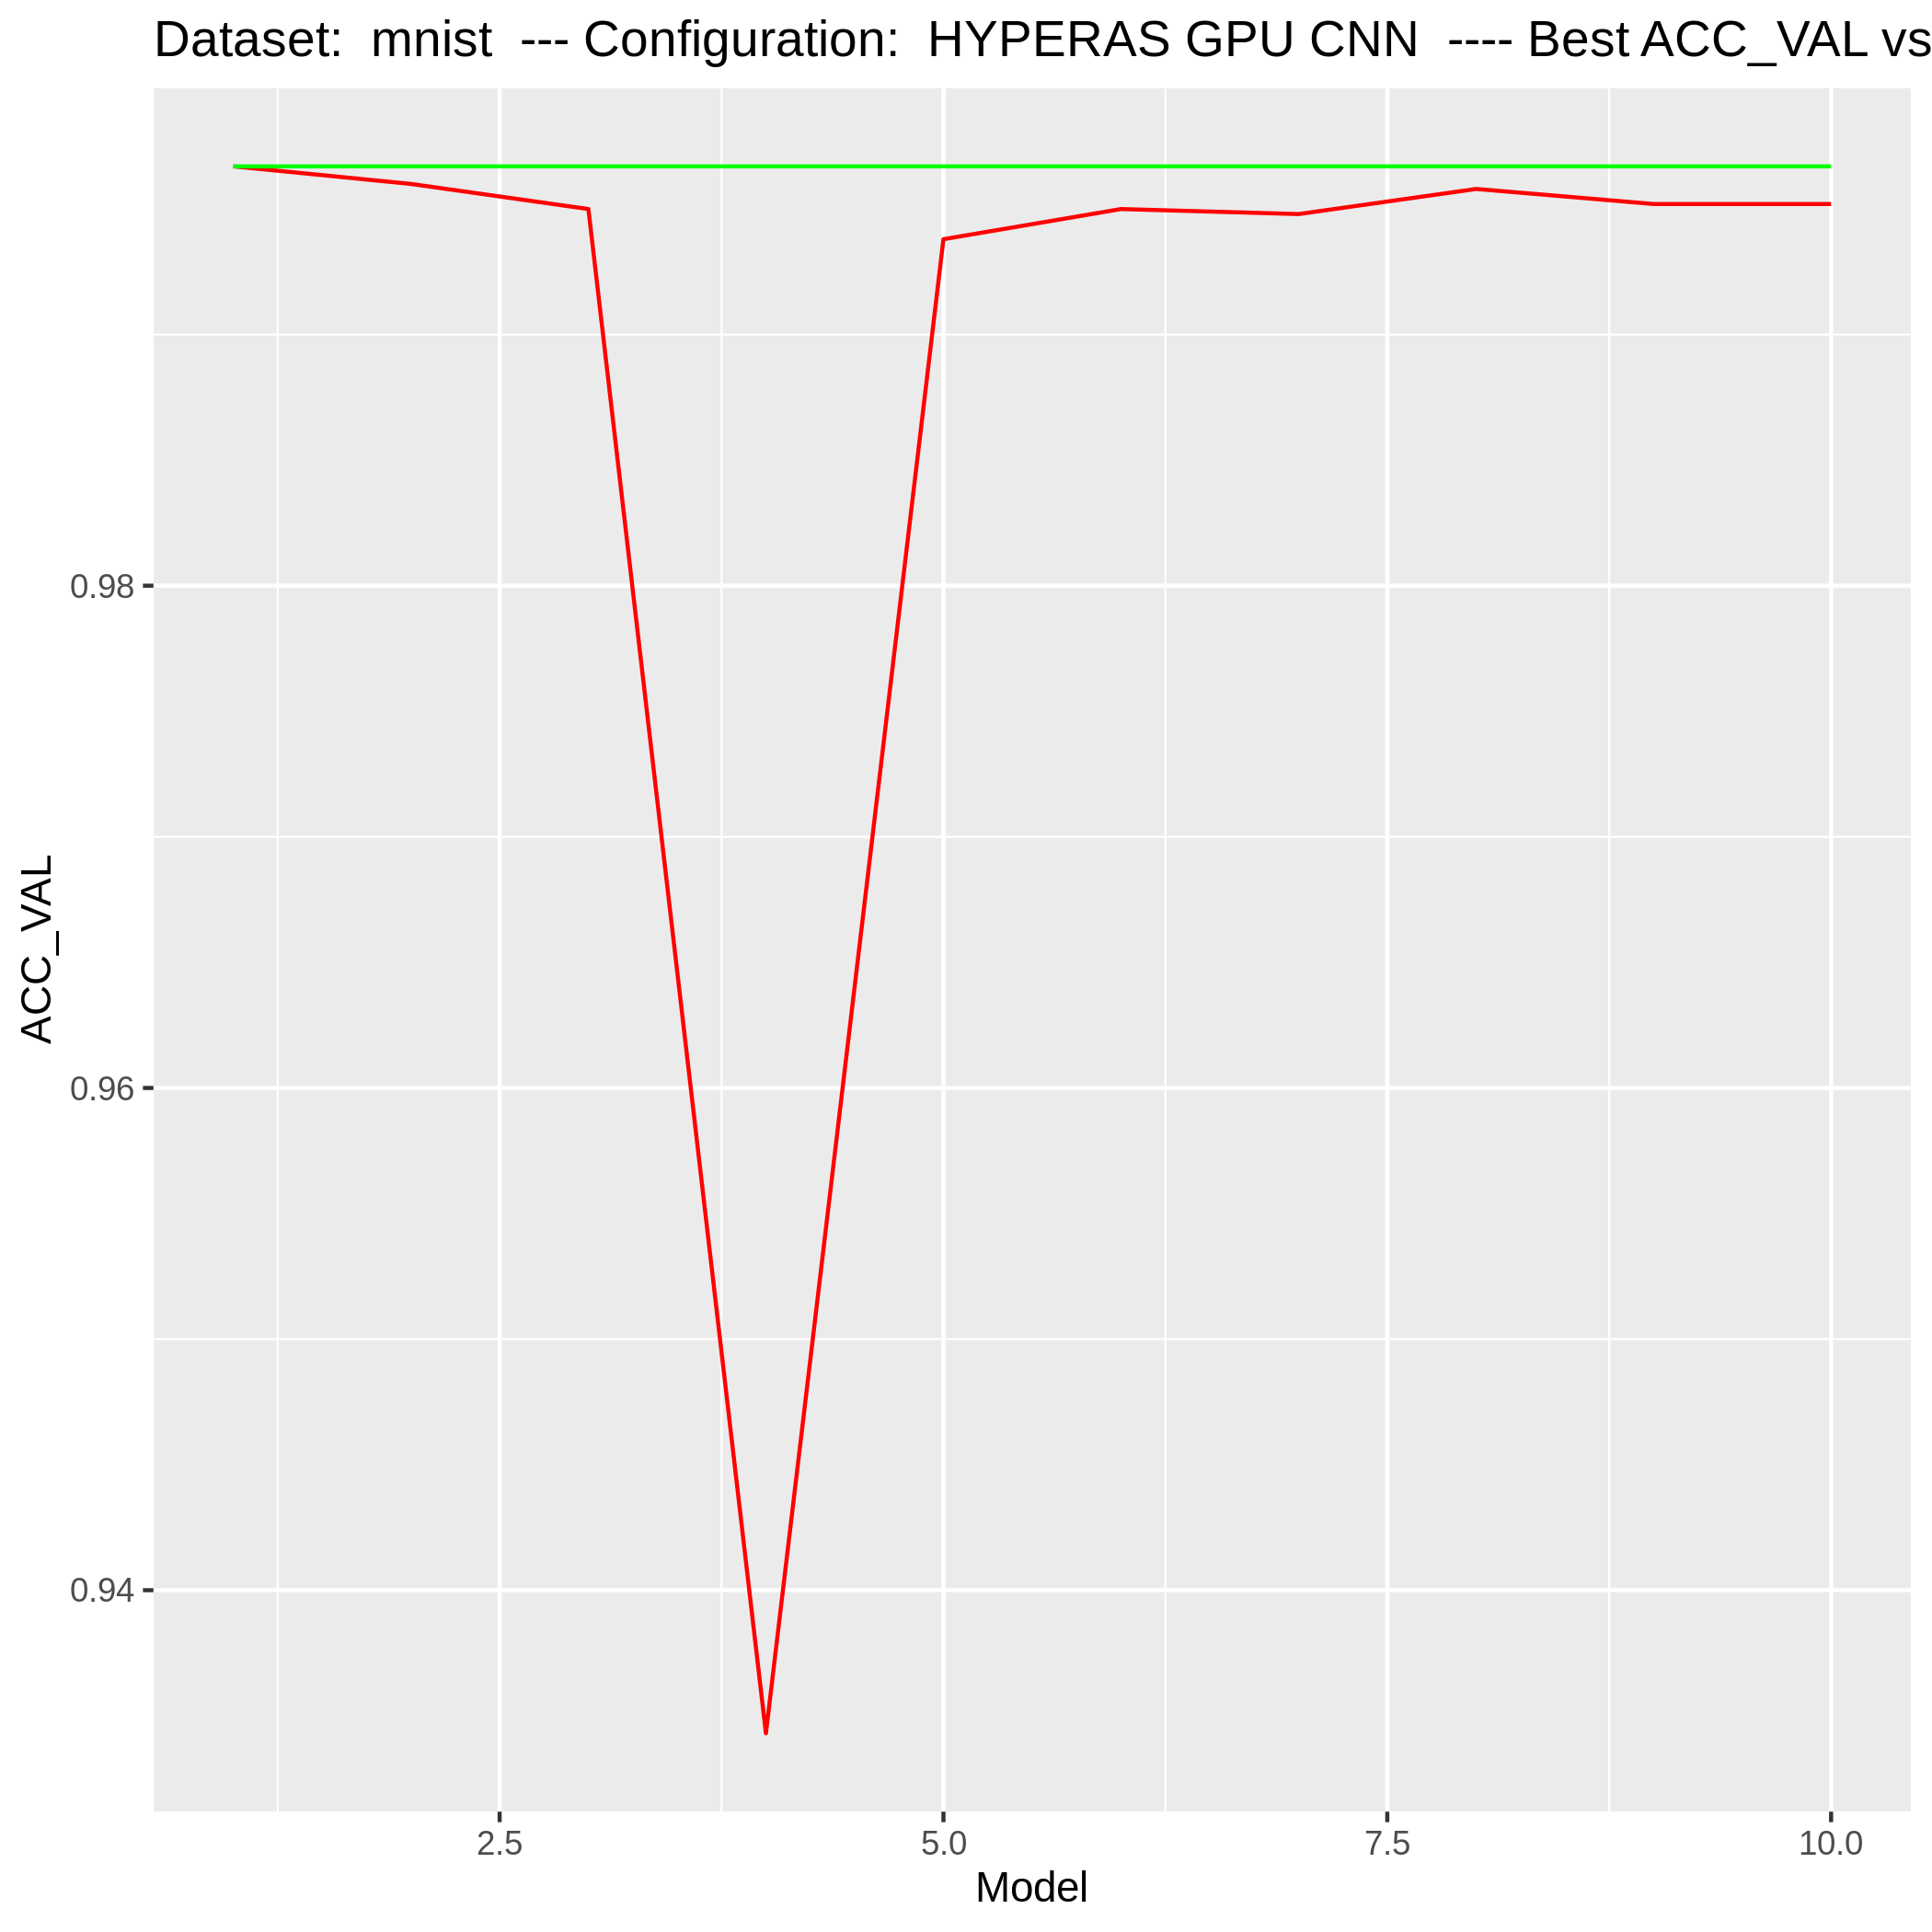 Dataset:  mnist  --- Configuration:  HYPERAS GPU CNN  ---- Best ACC_VAL vs
ACC_VAL
0.98
0.96
0.94
2.5
5.0
7.5
10.0
Model